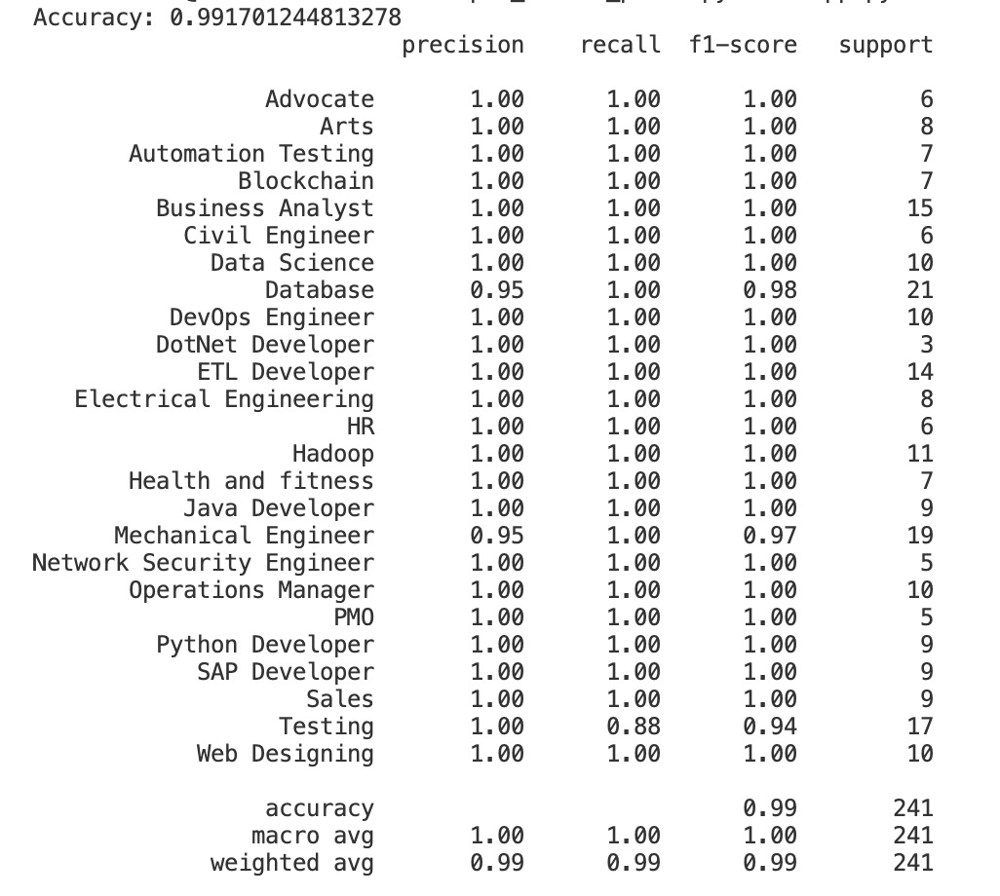 Accuracy: 0.991701244813278
precision recall f1-score support
Advocate 1.00 1.00 1.00 6
Arts 1.00 1.00 1.00 8
Automation Testing 1.00 1.00 1.00 7
Blockchain 1.00 1.00 1.00 7
Business Analyst 1.00 1.00 1.00 15
Civil Engineer 1.00 1.00 1.00 6
Data Science 1.00 1.00 1.00 10
Database 0.95 1.00 0.98 21
DevOps Engineer 1.00 1.00 1.00 10
DotNet Developer 1.00 1.00 1.00 3
ETL Developer 1.00 1.00 1.00 14
Electrical Engineering 1.00 1.00 1.00 8
HR 1.00 1.00 1.00 6
Hadoop 1.00 1.00 1.00 11
Health and fitness 1.00 1.00 1.00 7
Java Developer 1.00 1.00 1.00 9
Mechanical Engineer 0.95 1.00 0.97 19
Network Security Engineer 1.00 1.00 1.00 5
Operations Manager 1.00 1.00 1.00 10
PMO 1.00 1.00 1.00 5
Python Developer 1.00 1.00 1.00 9
SAP Developer 1.00 1.00 1.00 9
Sales 1.00 1.00 1.00 9
Testing 1.00 0.88 0.94 17
Web Designing 1.00 1.00 1.00 10
accuracy 0.99 241
macro avg 1.00 1.00 1.00 241
weighted avg 0.99 0.99 0.99 241